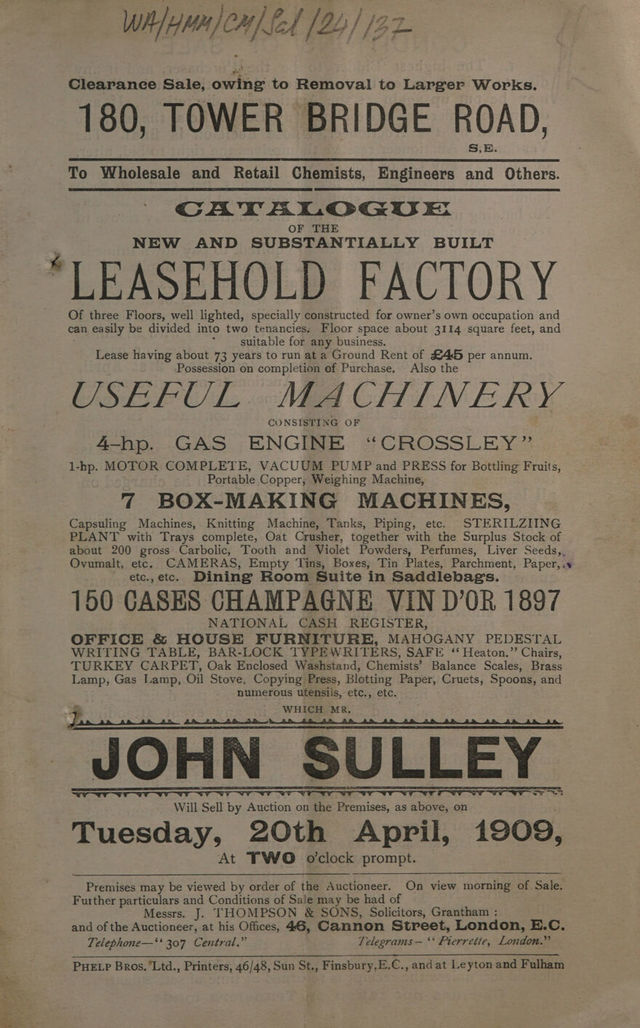 WA/HMM/CM/Sal/24/137
Clearance Sale, owing to Removal to Larger Works.
180, TOWER BRIDGE ROAD,
S.E.
To Wholesale and Retail Chemists, Engineers and Others.
CATALOGUE
OF THE
NEW AND SUBSTANTIALLY BUILT
LEASEHOLD FACTORY
Of three Floors, well lighted, specially constructed for owner's own occupation and
can easily be divided into two tenancies. Floor space about 3114 square feet, and
suitable for any business.
Lease having about 73 years to run at a Ground Rent of £45 per annum.
Possession on completion of Purchase. Also the
USEFUL MACHINERY
CONSISTING OF
4-hp. GAS ENGINE "CROSSLEY"
1-hp. MOTOR COMPLETE, VACUUM PUMP and PRESS for Bottling Fruits,
Portable Copper, Weighing Machine,
7 BOX-MAKING MACHINES,
Capsuling Machines, Knitting Machine, Tanks, Piping, etc. STERILZIING
PLANT with Trays complete, Oat Crusher, together with the Surplus Stock of
about 200 gross Carbolic, Tooth and Violet Powders, Perfumes, Liver Seeds,
Ovumalt, etc. CAMERAS, Empty Tins, Boxes, Tin Plates, Parchment, Paper,
etc., etc. Dining Room Suite in Saddlebags.
150 CASES CHAMPAGNE VIN D'OR 1897
NATIONAL CASH REGISTER,
OFFICE & HOUSE FURNITURE, MAHOGANY PEDESTAL
WRITING TABLE, BAR-LOCK TYPEWRITERS, SAFE "Heaton." Chairs,
TURKEY CARPET, Oak Enclosed Washstand, Chemists' Balance Scales, Brass
Lamp, Gas Lamp, Oil Stove, Copying Press, Blotting Paper, Cruets, Spoons, and
numerous utensils, etc., etc.
WHICH MR.
JOHN SULLEY
Will Sell by Auction on the Premises, as above, on
Tuesday, 20th April, 1909,
At TWO o'clock prompt.
Premises may be viewed by order of the Auctioneer. On view morning of Sale.
Further particulars and Conditions of Sale may be had of
Messrs. J. THOMPSON & SONS, Solicitors, Grantham :
and of the Auctioneer, at his Offices, 46, Cannon Street, London, E.C.
Telephone—"307 Central." Telegrams—"Pierrette, London."
PHELP BROS. Ltd., Printers, 46/48, Sun St., Finsbury, E.C., and at Leyton and Fulham